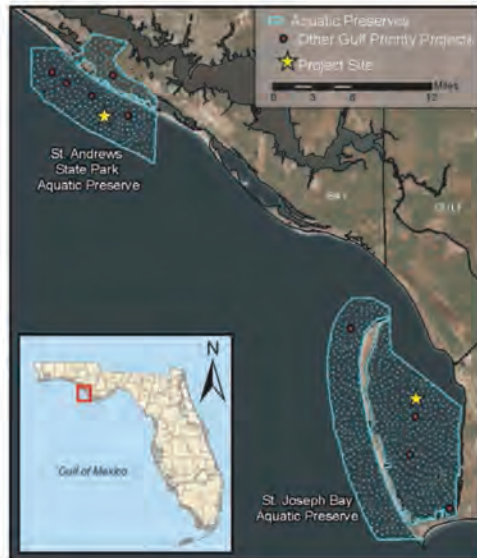 Aquatic Preserves
Other Gulf Priority Projects
Project Site
Miles
0
3
6
12
St. Andrews
State Park
Aquatic Preserve
BAY
GULF
N
Gulf of Mexico
St. Joseph Bay
Aquatic Preserve